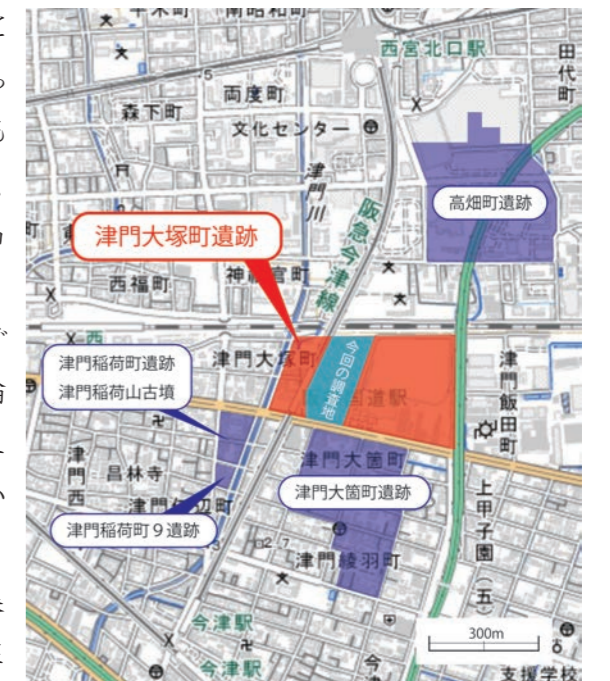 西宮北口駅
田代町
両度町
森下町
文化センター
津門川
高畑町遺跡
阪急今津線
津門大塚町遺跡
西福町
津門大塚町
今回の調査地
津門稲荷町遺跡
津門稲荷山古墳
国道駅
津門飯田町
津門大箇町
津門西
昌林寺
津門大箇町遺跡
上甲子園(五)
津門稲荷町9遺跡
津門綾羽町
今津駅
今津駅
300m
支援学校